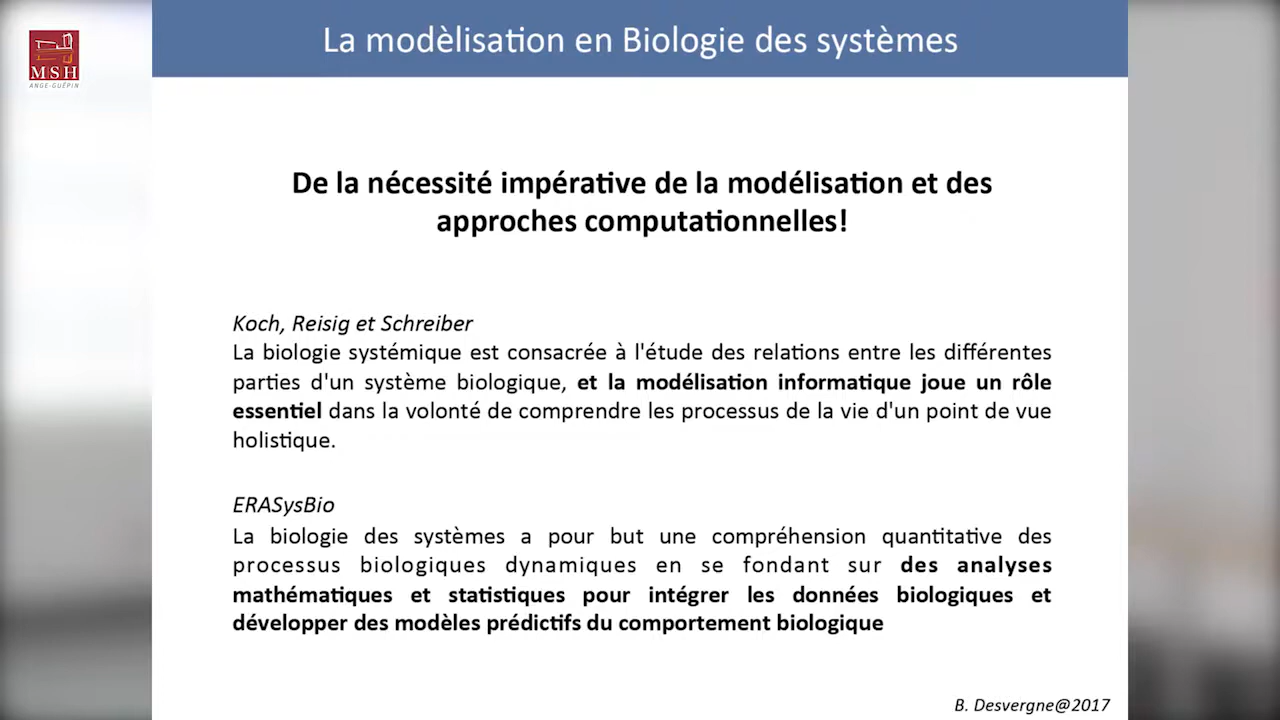 MSH
ANGE-GUÉPIN
La modèlisation en Biologie des systèmes
De la nécessité impérative de la modélisation et des
approches computationnelles!
Koch, Reisig et Schreiber
La biologie systémique est consacrée à l'étude des relations entre les différentes
parties d'un système biologique, et la modélisation informatique joue un rôle
essentiel dans la volonté de comprendre les processus de la vie d'un point de vue
holistique.
ERASysBio
La biologie des systèmes a pour but une compréhension quantitative des
processus biologiques dynamiques en se fondant sur des analyses
mathématiques et statistiques pour intégrer les données biologiques et
développer des modèles prédictifs du comportement biologique
B. Desvergne@2017